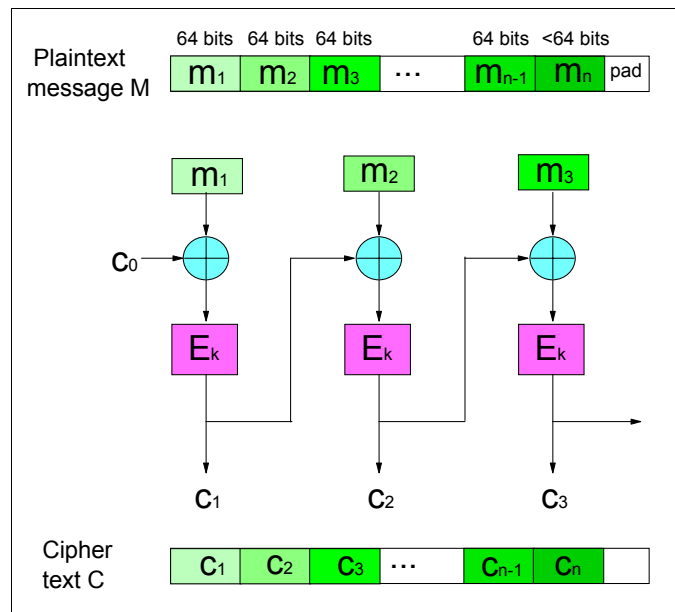 64 bits 64 bits 64 bits 64 bits <64 bits
Plaintext
message M
m1 m2 m3 ... mn-1 mn pad
m1 m2 m3
c0
Ek Ek Ek
c1 c2 c3
Cipher
text C
c1 c2 c3 ... cn-1 cn